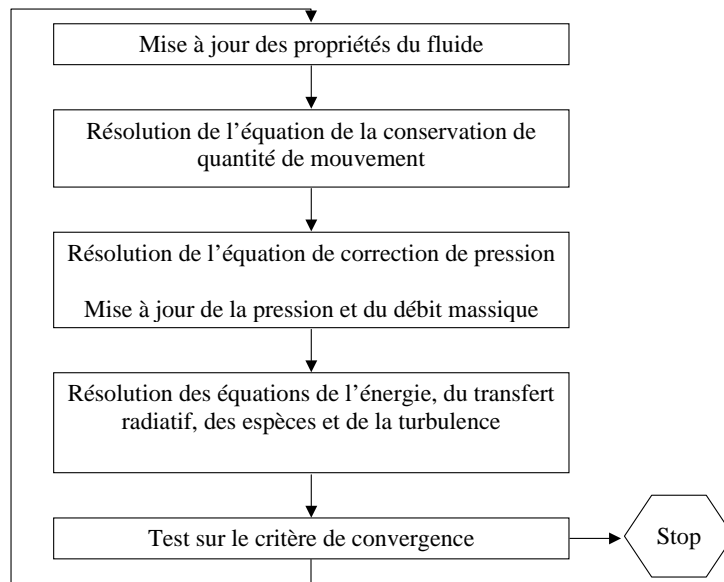 Mise à jour des propriétés du fluide
Résolution de l’équation de la conservation de
quantité de mouvement
Résolution de l’équation de correction de pression
Mise à jour de la pression et du débit massique
Résolution des équations de l’énergie, du transfert
radiatif, des espèces et de la turbulence
Test sur le critère de convergence
Stop